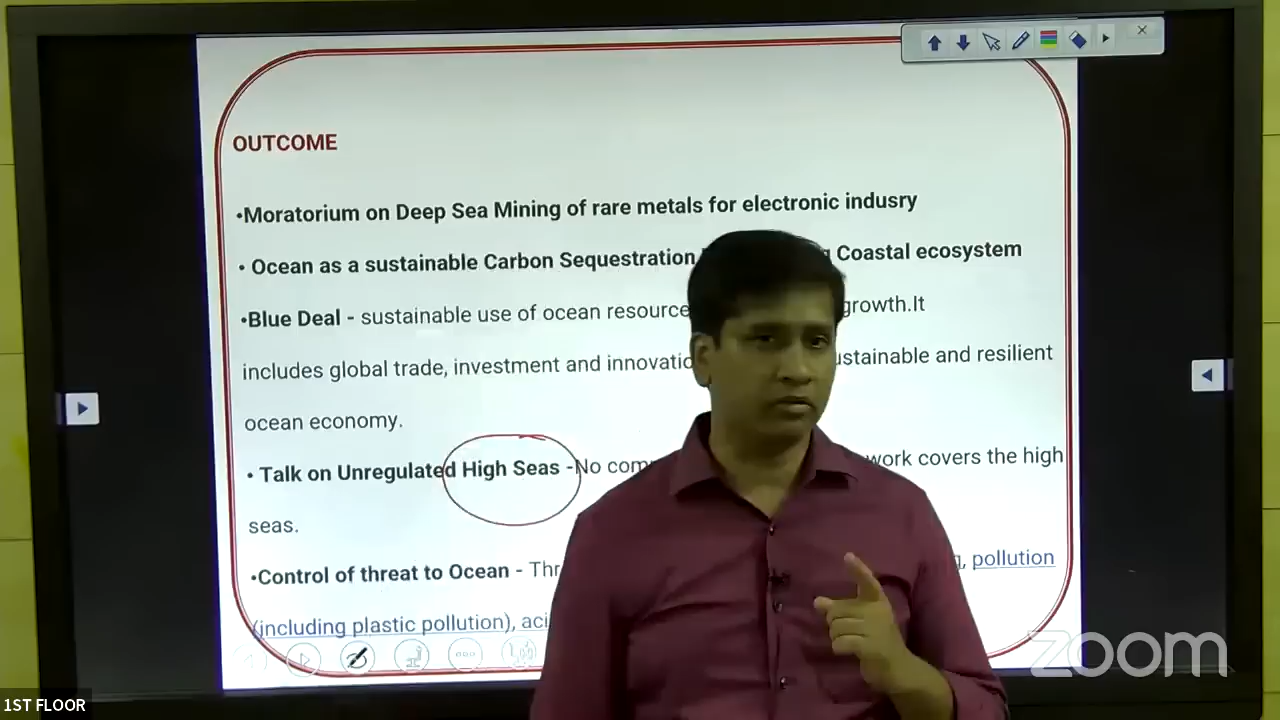 OUTCOME
•Moratorium on Deep Sea Mining of rare metals for electronic indusry
• Ocean as a sustainable Carbon Sequestration Coastal ecosystem
•Blue Deal - sustainable use of ocean resource growth.It
includes global trade, investment and innovatio ustainable and resilient
ocean economy.
• Talk on Unregulated High Seas -No com work covers the high
seas.
•Control of threat to Ocean - Thr , pollution
(including plastic pollution), aci
zoom
1ST FLOOR